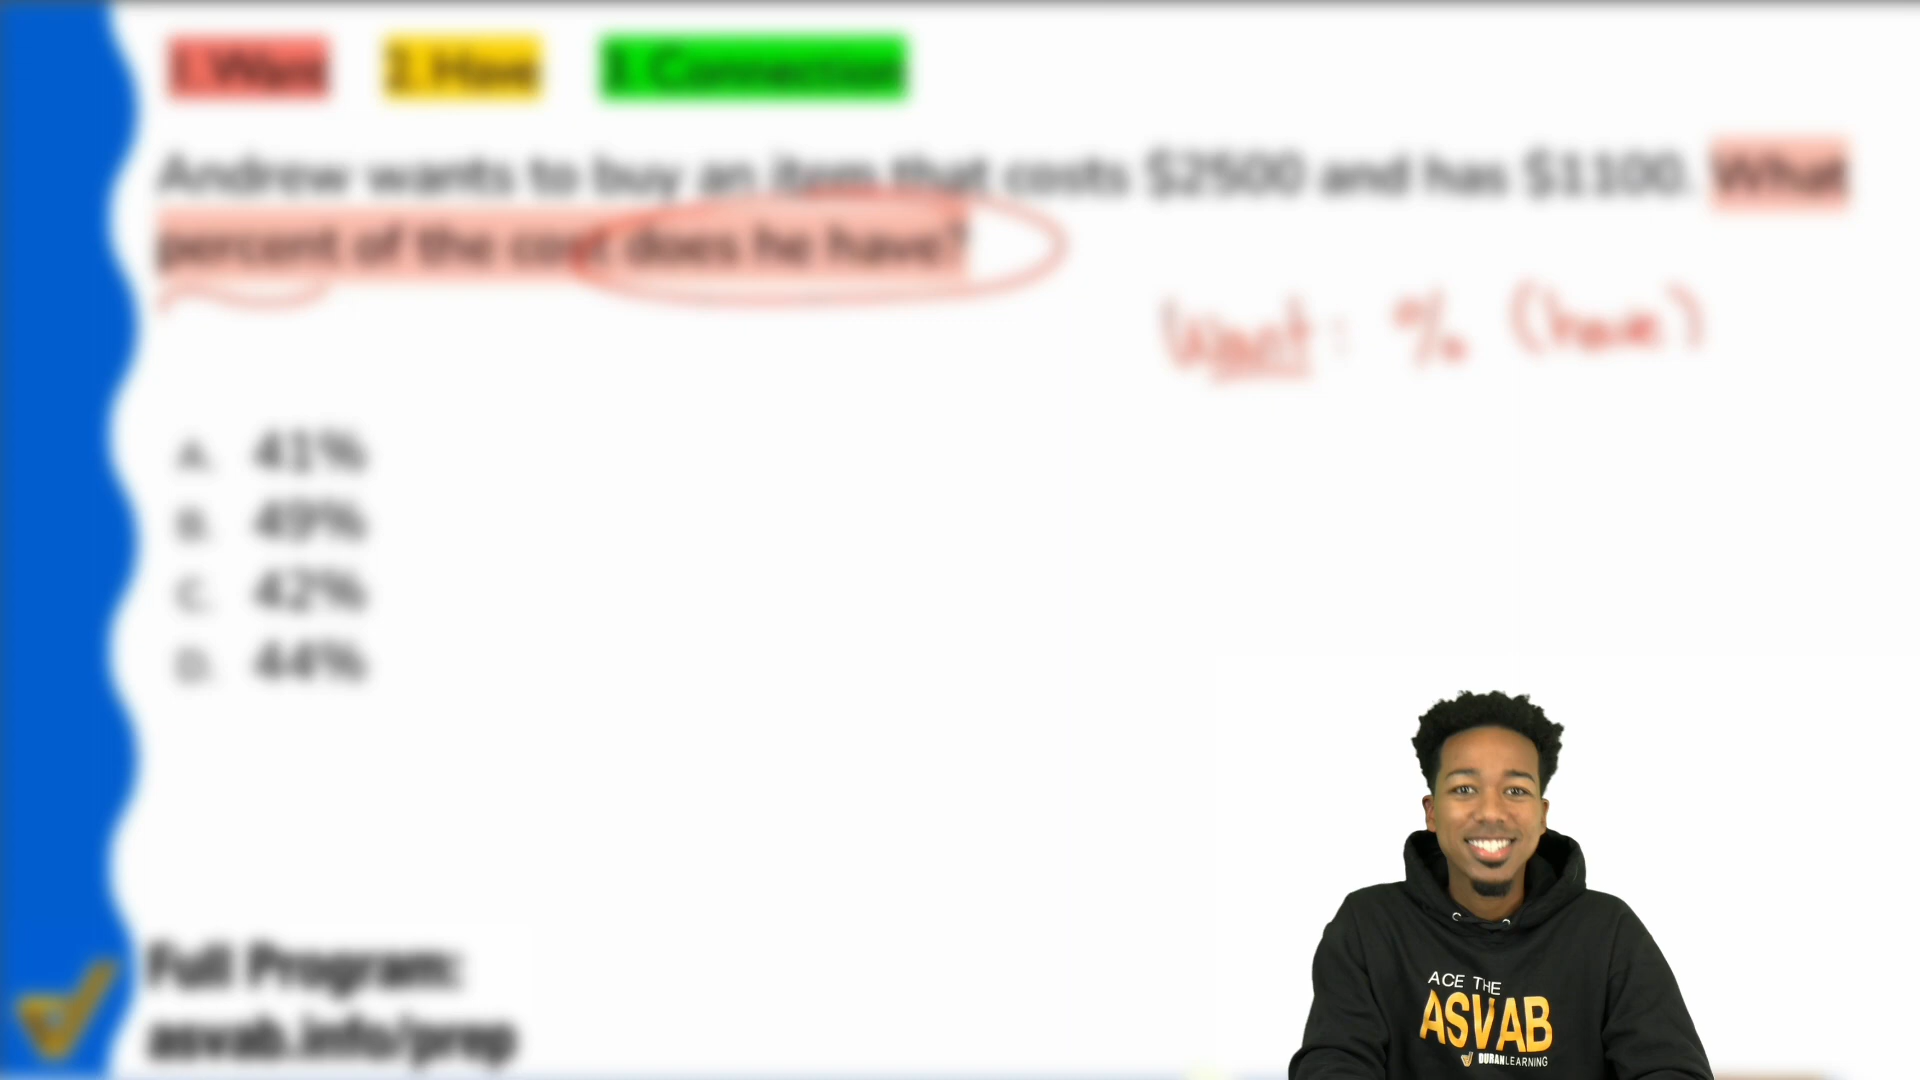 1. Want 2. Have 3. Connection
Andrew wants to buy an item that costs $2500 and has $1100. What
percent of the cost does he have?
Want: % (have)
A. 41%
B. 49%
C. 42%
D. 44%
Full Program:
asvab.info/prep
ACE THE
ASVAB
DURANLEARNING